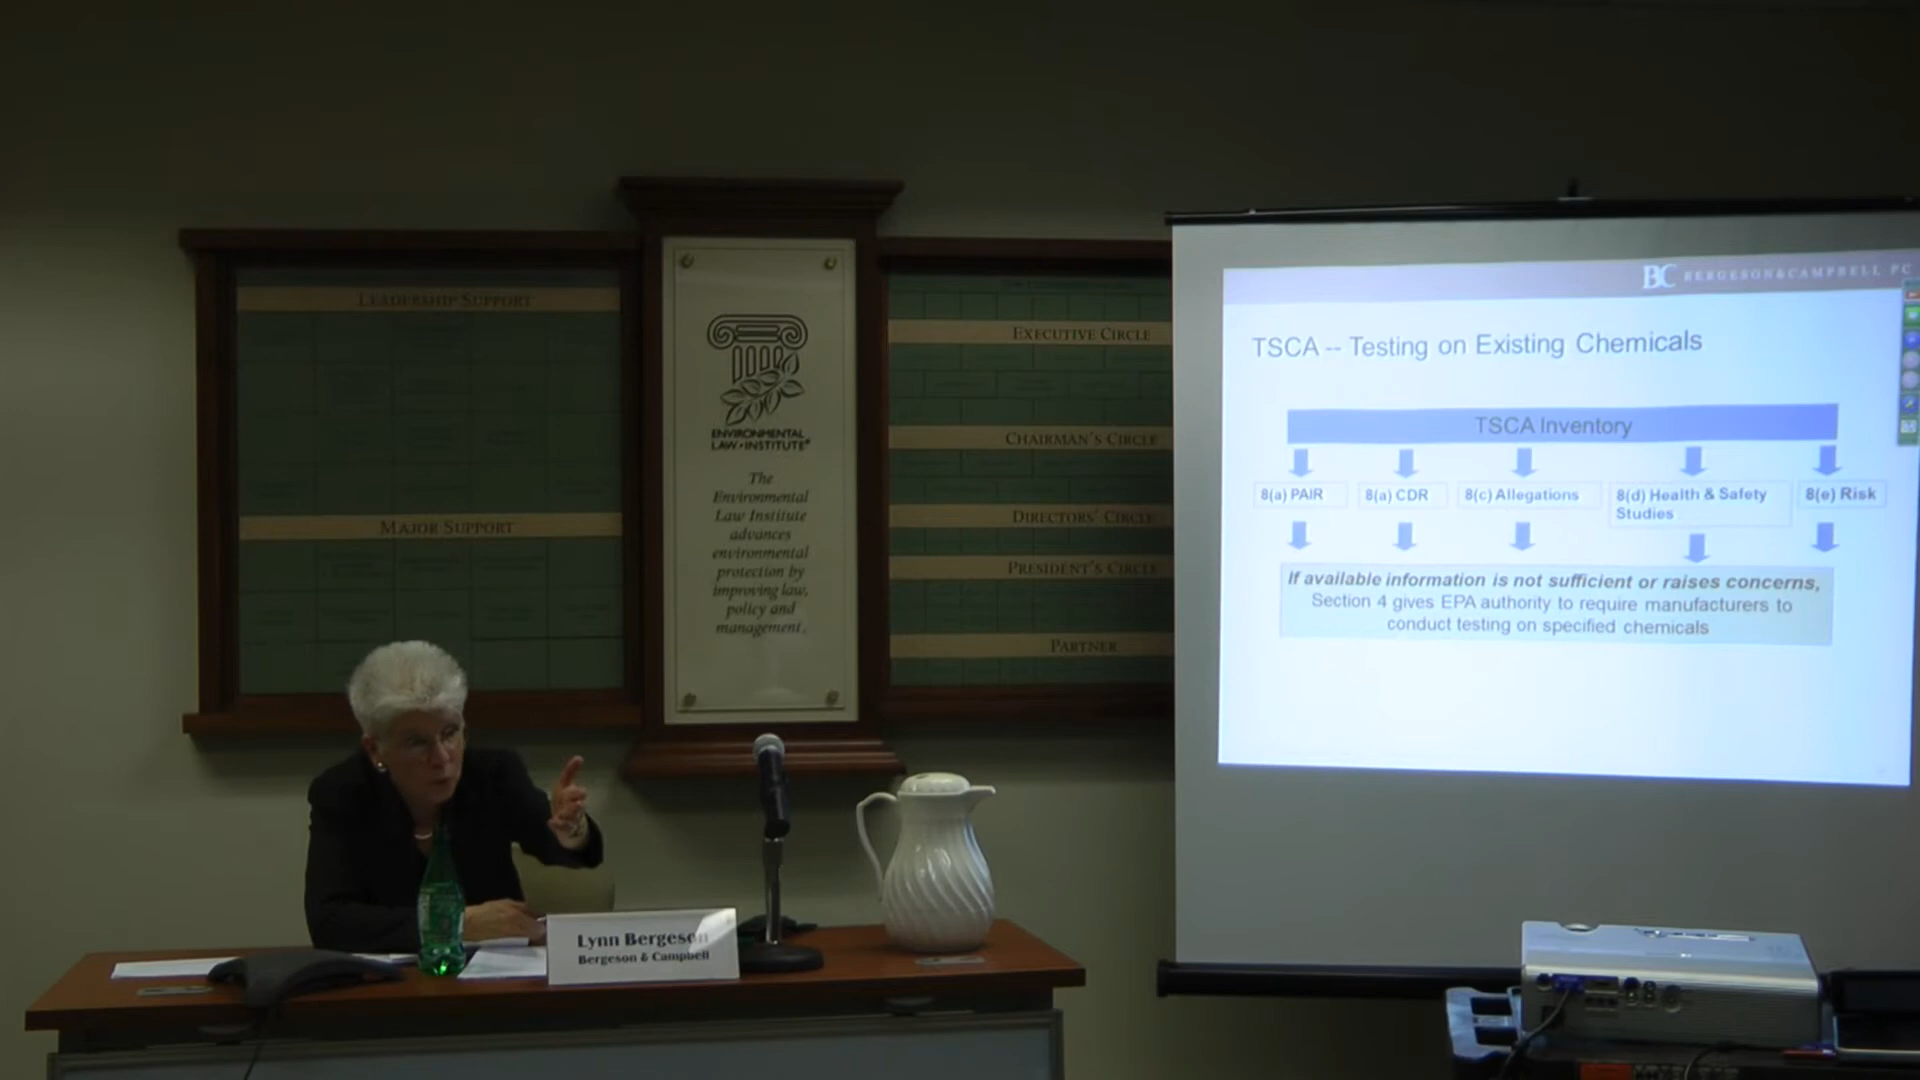 LEADERSHIP SUPPORT
MAJOR SUPPORT
ENVIRONMENTAL
LAW•INSTITUTE®
The
Environmental
Law Institute
advances
environmental
protection by
improving law,
policy and
management.
EXECUTIVE CIRCLE
CHAIRMAN'S CIRCLE
DIRECTORS' CIRCLE
PRESIDENT'S CIRCLE
PARTNER
BC BERGESON&CAMPBELL PC
TSCA -- Testing on Existing Chemicals
TSCA Inventory
8(a) PAIR
8(a) CDR
8(c) Allegations
8(d) Health & Safety
Studies
8(e) Risk
If available information is not sufficient or raises concerns,
Section 4 gives EPA authority to require manufacturers to
conduct testing on specified chemicals
Lynn Bergeson
Bergeson & Campbell